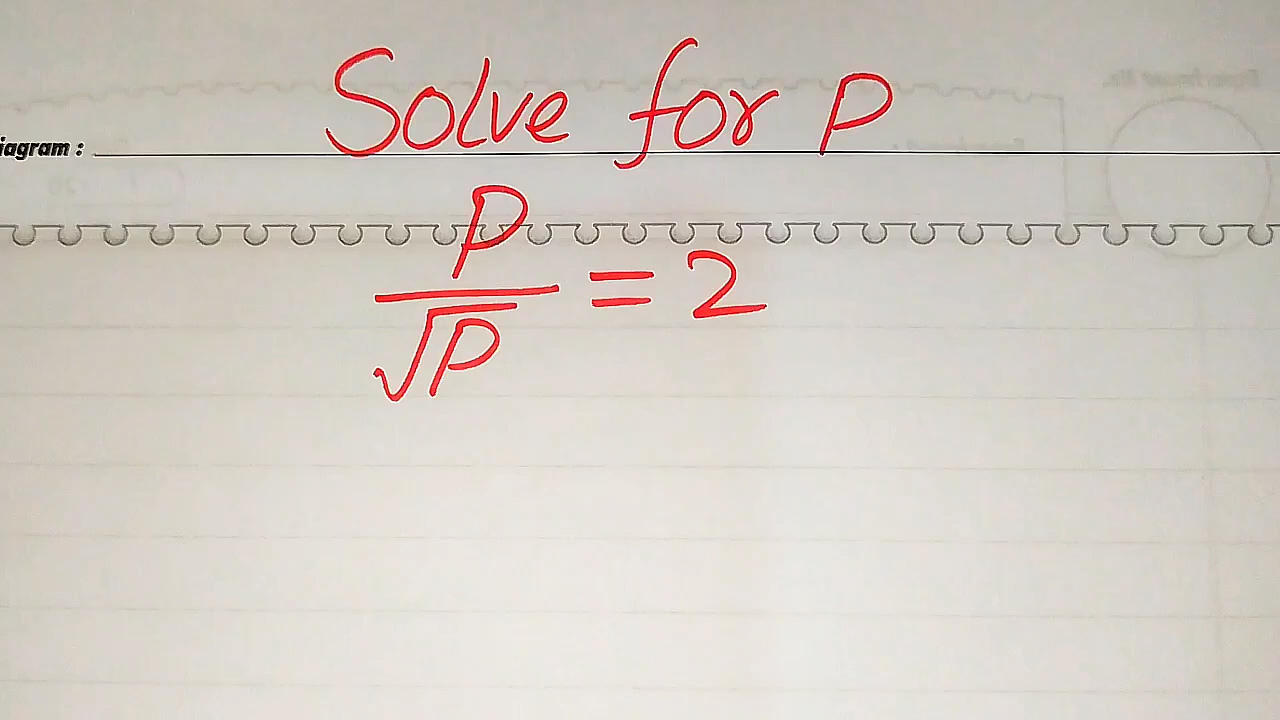 Solve for P
iagram :
P
/
√P
= 2